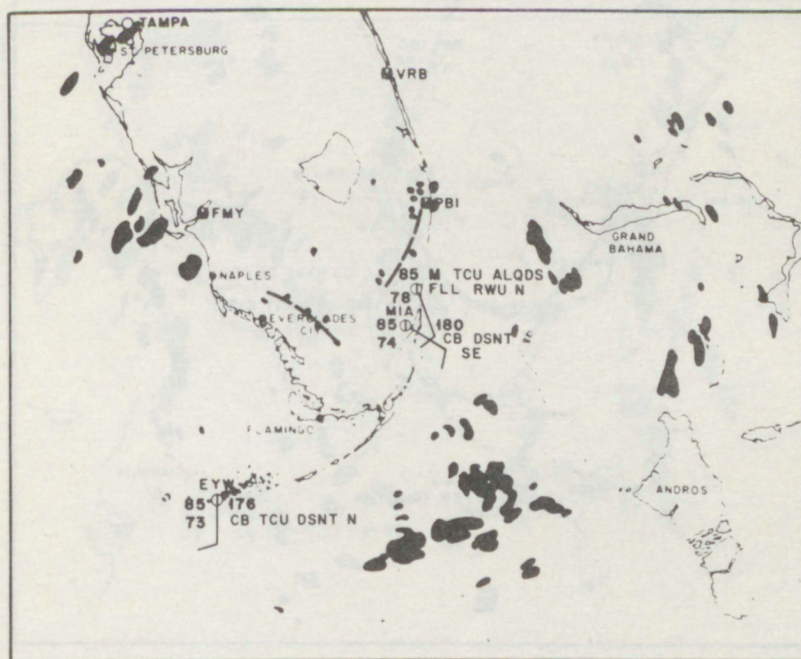 TAMPA
ST. PETERSBURG
VRB
PBI
FMY
GRAND
BAHAMA
NAPLES
85 M TCU ALQDS
FLL RWU N
78
MIA
85 180
74 CB DSNT
SE
EVERGLADES
CITY
FLAMINGO
EYW
85 176
73 CB TCU DSNT N
ANDROS